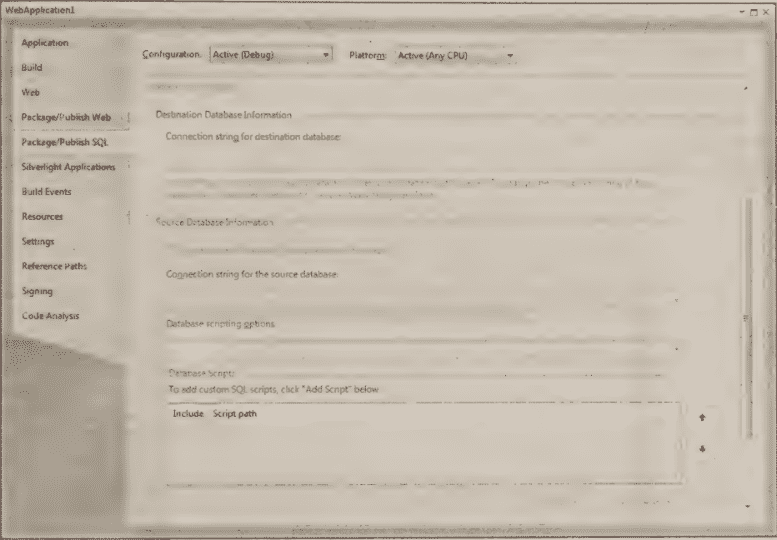 WebApplication1
Application
Build
Web
Package/Publish Web
Package/Publish SQL
Silverlight Applications
Build Events
Resources
Settings
Reference Paths
Signing
Code Analysis
Configuration: Active (Debug) Platform: Active (Any CPU)
Destination Database Information
Connection string for destination database:
Source Database Information
Connection string for the source database:
Database scripting options
Database Scripts
To add custom SQL scripts, click "Add Script" below
Include Script path